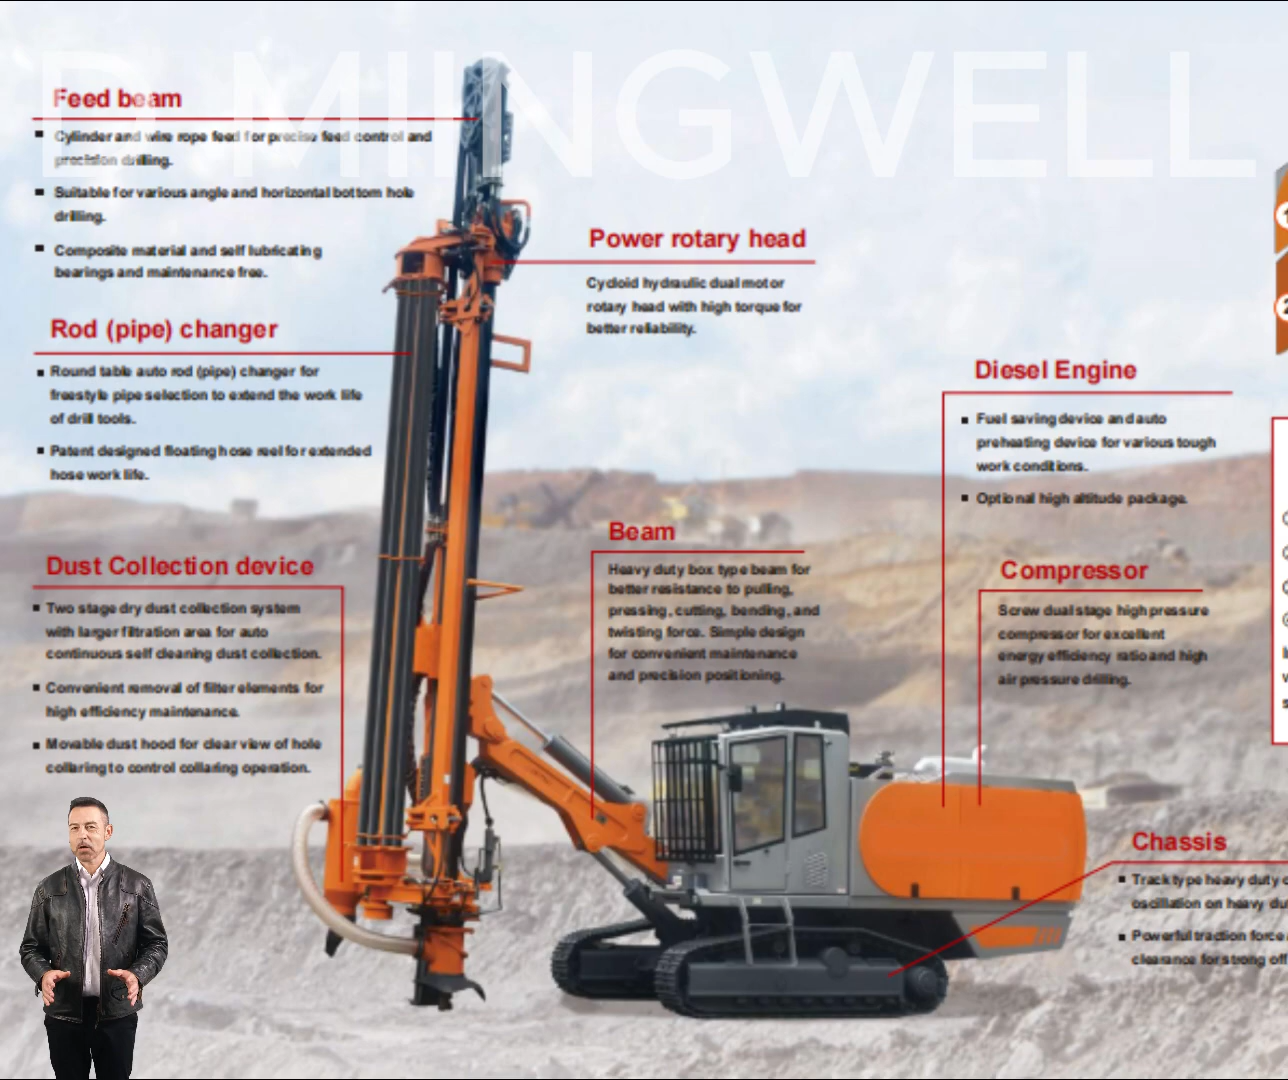 D MIINGWELL
Feed beam
Cylinder and wire rope feed for precise feed control and
precision drilling.
Suitable for various angle and horizontal bottom hole
drilling.
Composite material and self lubricating
bearings and maintenance free.
Power rotary head
Cycloid hydraulic dual motor
rotary head with high torque for
better reliability.
Rod (pipe) changer
Round table auto rod (pipe) changer for
freestyle pipe selection to extend the work life
of drill tools.
Patent designed floating hose reel for extended
hose work life.
Diesel Engine
Fuel saving device and auto
preheating device for various tough
work conditions.
Optional high altitude package.
Beam
Heavy duty box type beam for
better resistance to pulling,
pressing, cutting, bending, and
twisting force. Simple design
for convenient maintenance
and precision positioning.
Dust Collection device
Two stage dry dust collection system
with larger filtration area for auto
continuous self cleaning dust collection.
Convenient removal of filter elements for
high efficiency maintenance.
Movable dust hood for clear view of hole
collaring to control collaring operation.
Compressor
Screw dual stage high pressure
compressor for excellent
energy efficiency ratio and high
air pressure drilling.
Chassis
Track type heavy duty
oscillation on heavy
Powerful traction force
clearance for strong